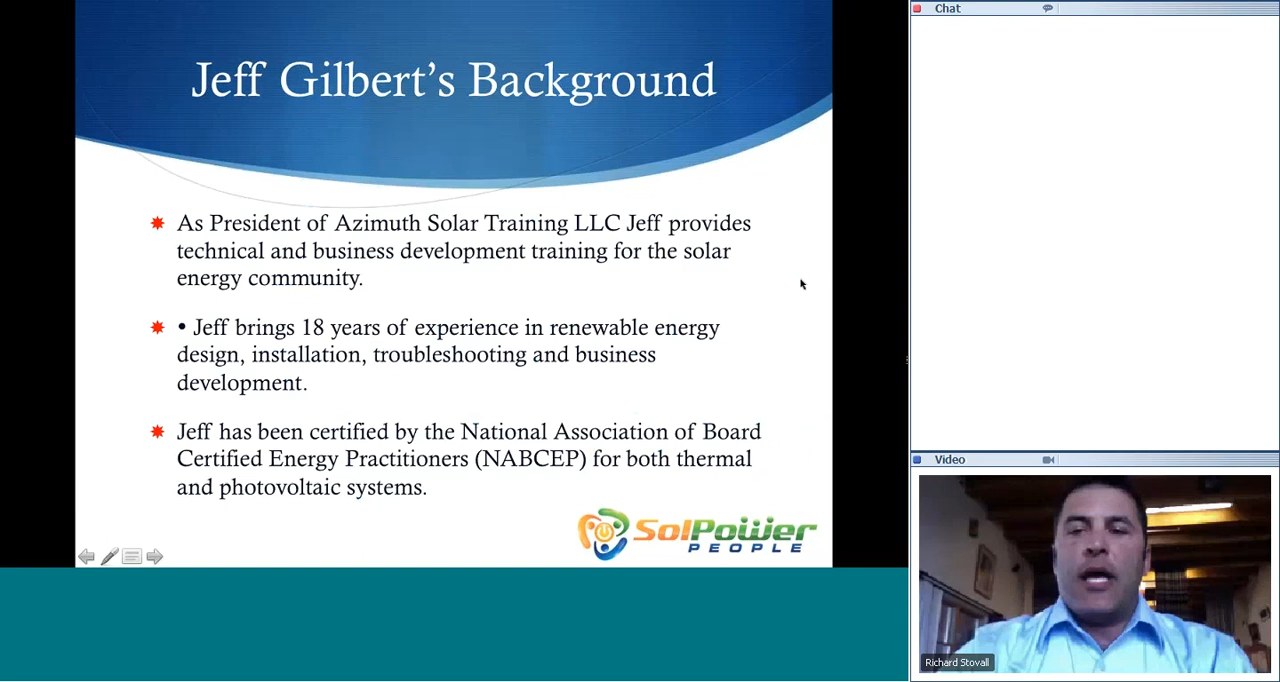 Jeff Gilbert’s Background
As President of Azimuth Solar Training LLC Jeff provides
technical and business development training for the solar
energy community.
• Jeff brings 18 years of experience in renewable energy
design, installation, troubleshooting and business
development.
Jeff has been certified by the National Association of Board
Certified Energy Practitioners (NABCEP) for both thermal
and photovoltaic systems.
SolPower
PEOPLE
Chat
Video
Richard Stovall